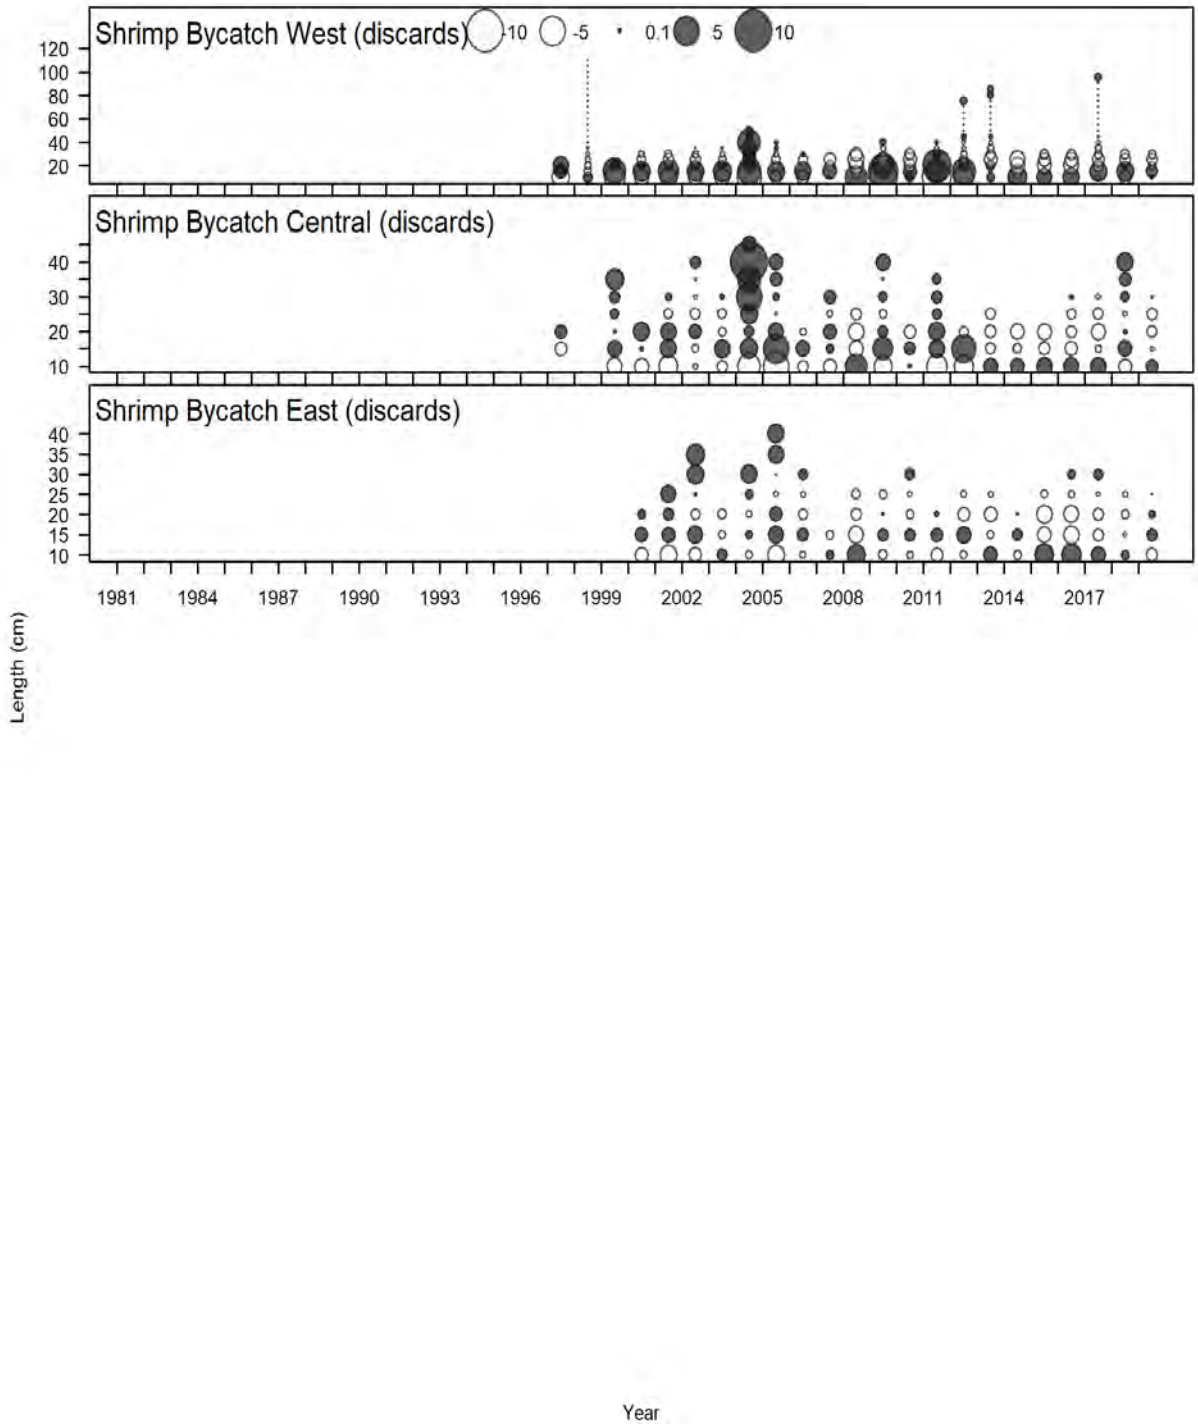 Shrimp Bycatch West (discards) -10 -5 0.1 5 10
120
100
80
60
40
20
Shrimp Bycatch Central (discards)
40
30
20
10
Shrimp Bycatch East (discards)
40
35
30
25
20
15
10
1981 1984 1987 1990 1993 1996 1999 2002 2005 2008 2011 2014 2017
Length (cm)
Year